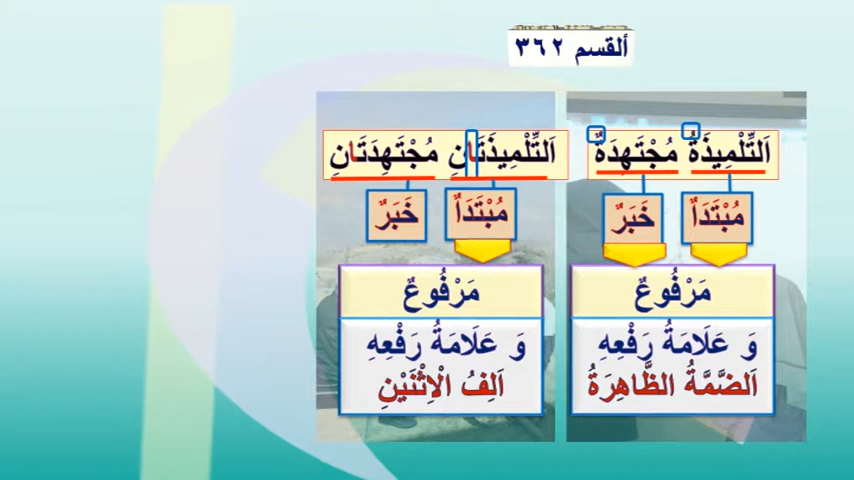 ألقسم ٣٦٢
اَلتِّلْمِيذَةُ مُجْتَهِدَةٌ
مُبْتَدَاٌ خَبَرٌ
مَرْفُوعٌ
وَ عَلَامَةُ رَفْعِهِ
اَلضَّمَّةُ الظَّاهِرَةُ
اَلتِّلْمِيذَتَانِ مُجْتَهِدَتَانِ
مُبْتَدَاٌ خَبَرٌ
مَرْفُوعٌ
وَ عَلَامَةُ رَفْعِهِ
اَلِفُ الْاِثْنَيْنِ